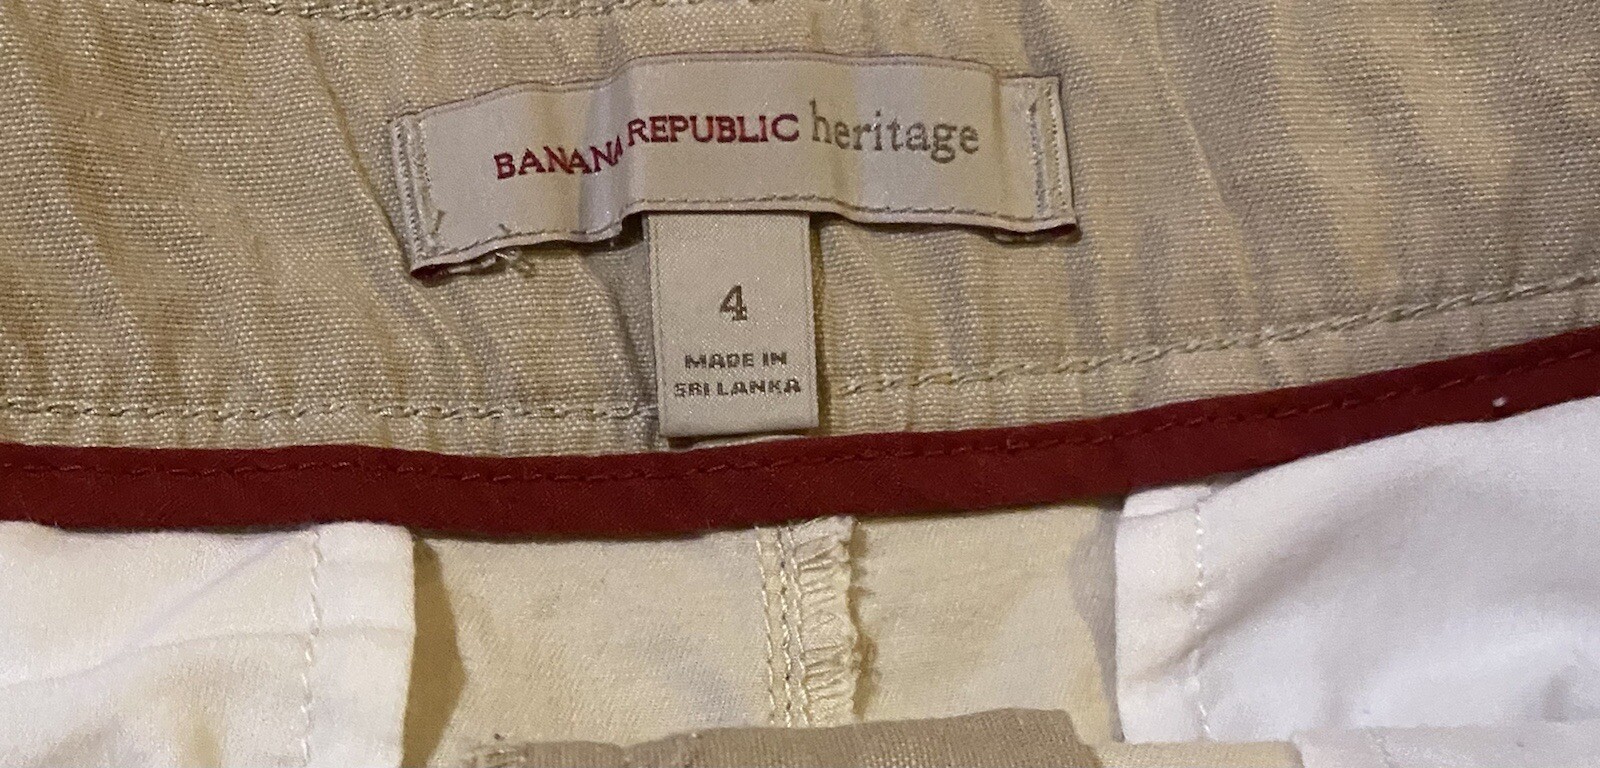 BANANA REPUBLIC heritage
4
MADE IN
SRI LANKA